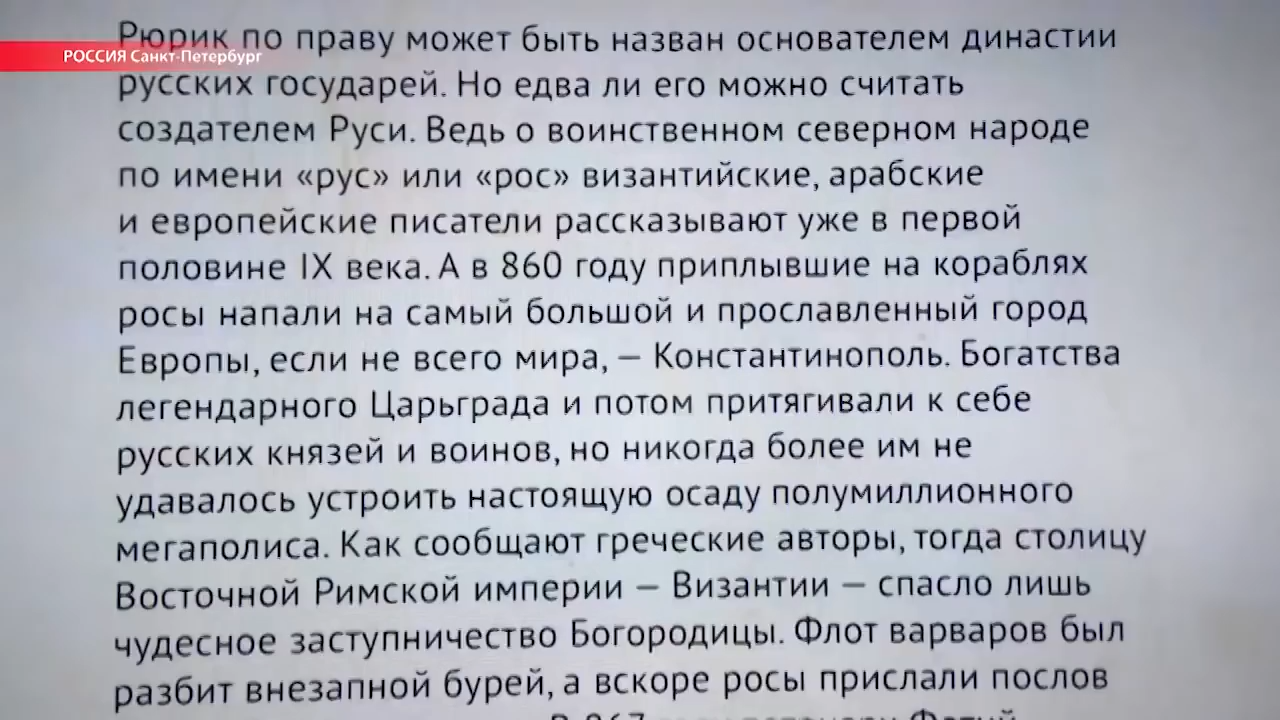 Рюрик по праву может быть назван основателем династии
РОССИЯ Санкт-Петербург
русских государей. Но едва ли его можно считать
создателем Руси. Ведь о воинственном северном народе
по имени «рус» или «рос» византийские, арабские
и европейские писатели рассказывают уже в первой
половине IX века. А в 860 году приплывшие на кораблях
росы напали на самый большой и прославленный город
Европы, если не всего мира, — Константинополь. Богатства
легендарного Царьграда и потом притягивали к себе
русских князей и воинов, но никогда более им не
удавалось устроить настоящую осаду полумиллионного
мегаполиса. Как сообщают греческие авторы, тогда столицу
Восточной Римской империи — Византии — спасло лишь
чудесное заступничество Богородицы. Флот варваров был
разбит внезапной бурей, а вскоре росы прислали послов